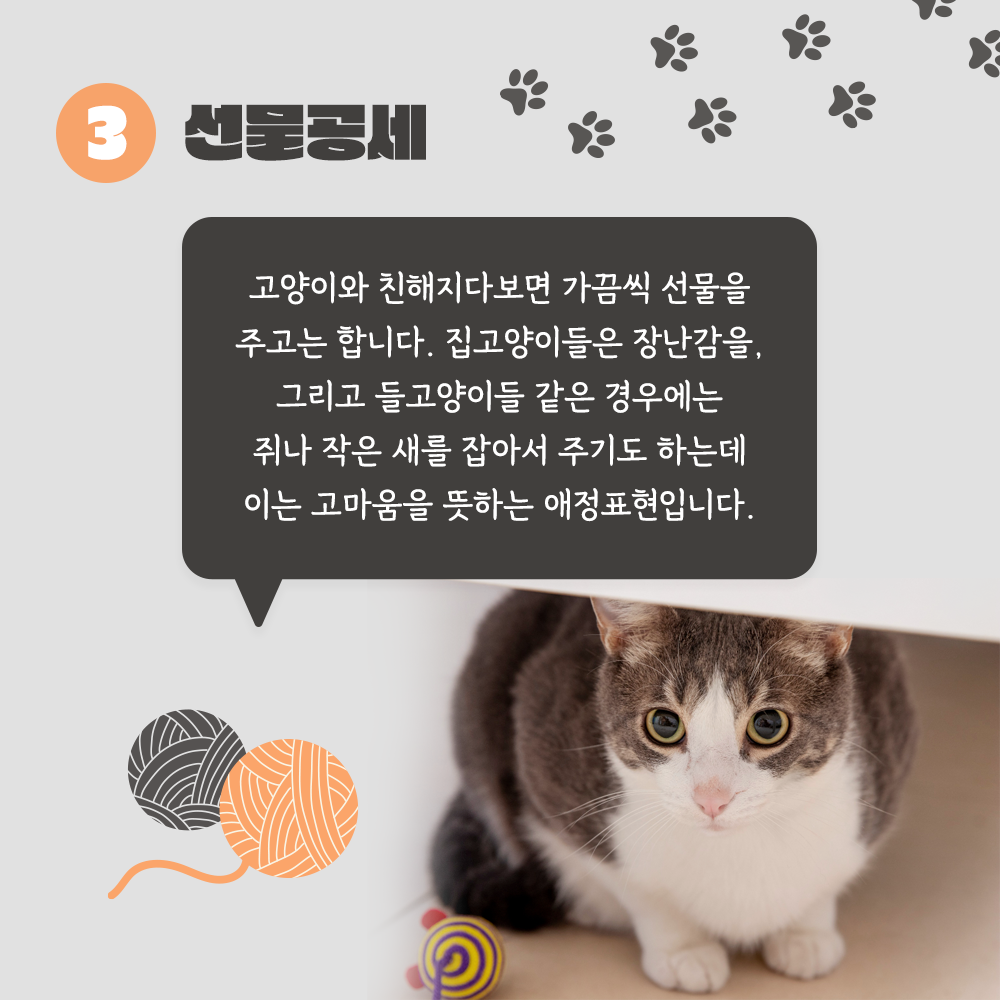 3 선물공세
고양이와 친해지다보면 가끔씩 선물을
주고는 합니다. 집고양이들은 장난감을,
그리고 들고양이들 같은 경우에는
쥐나 작은 새를 잡아서 주기도 하는데
이는 고마움을 뜻하는 애정표현입니다.